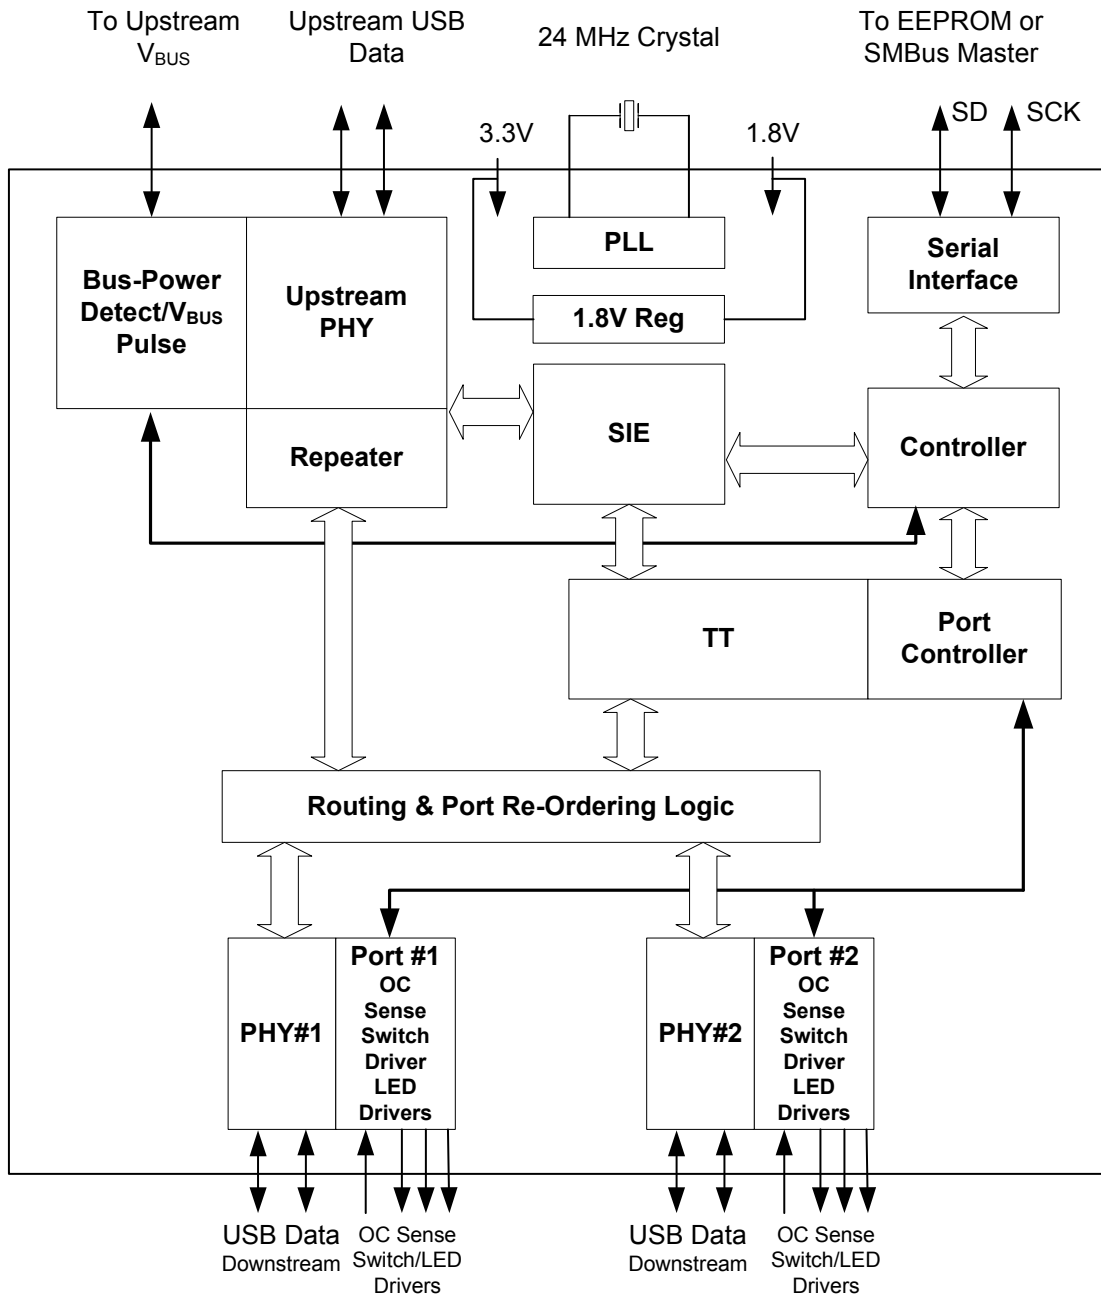 To Upstream
VBUS
Upstream USB
Data
24 MHz Crystal
To EEPROM or
SMBus Master
3.3V
1.8V
SD
SCK
Bus-Power
Detect/VBUS
Pulse
Upstream
PHY
PLL
1.8V Reg
Serial
Interface
Repeater
SIE
Controller
TT
Port
Controller
Routing & Port Re-Ordering Logic
PHY#1
Port #1
OC
Sense
Switch
Driver
LED
Drivers
PHY#2
Port #2
OC
Sense
Switch
Driver
LED
Drivers
USB Data
Downstream
OC Sense
Switch/LED
Drivers
USB Data
Downstream
OC Sense
Switch/LED
Drivers